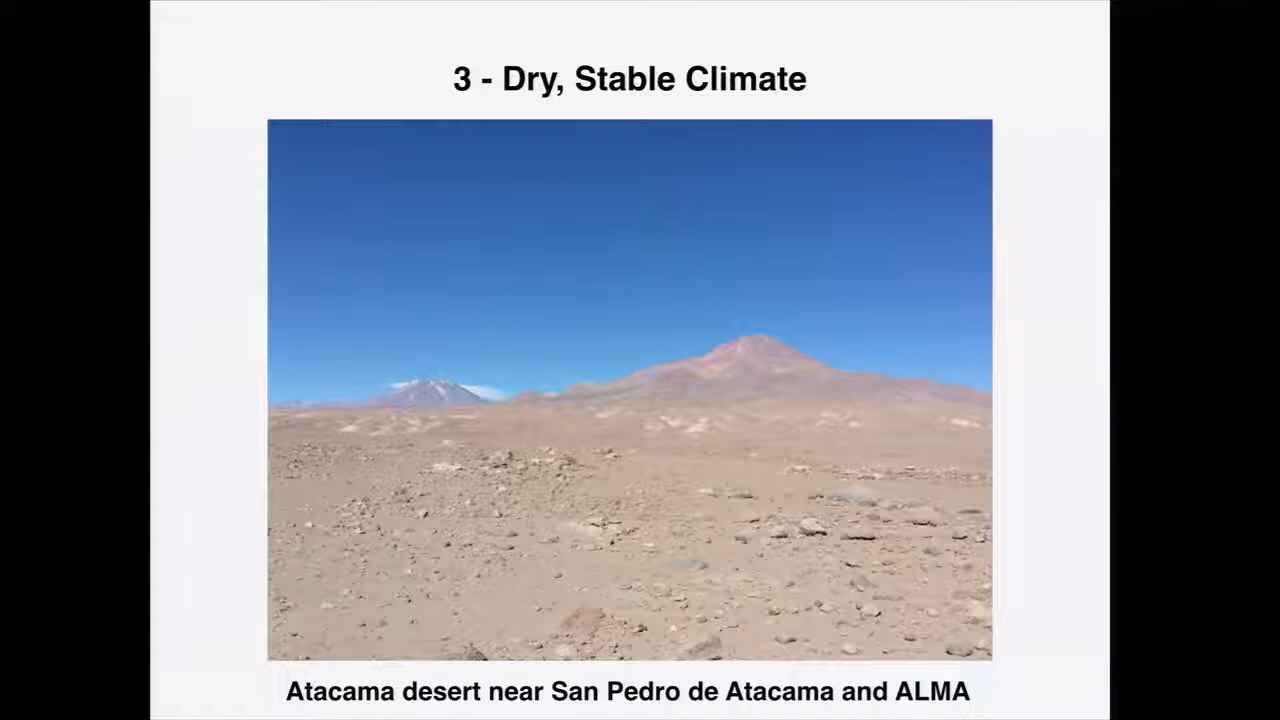 3 - Dry, Stable Climate
Atacama desert near San Pedro de Atacama and ALMA